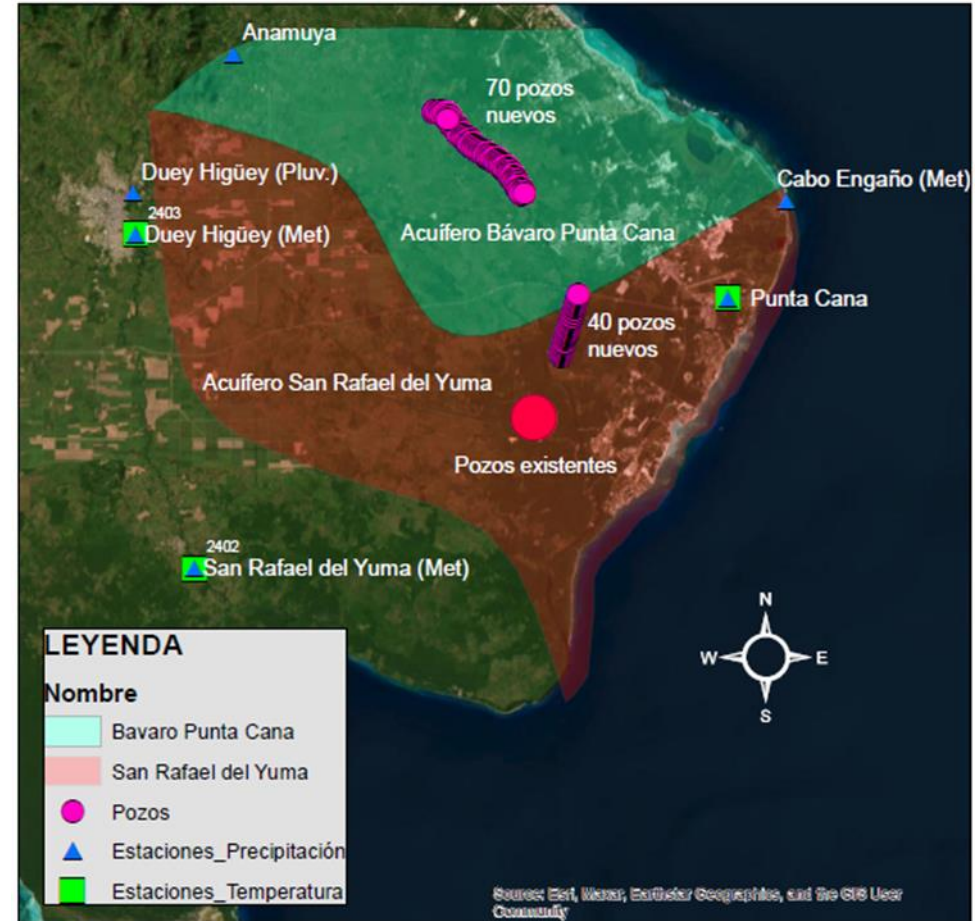 Anamuya
70 pozos
nuevos
Duey Higüey (Pluv.)
Cabo Engaño (Met)
2403
Duey Higüey (Met)
Acuífero Bávaro Punta Cana
Punta Cana
40 pozos
nuevos
Acuífero San Rafael del Yuma
Pozos existentes
2402
San Rafael del Yuma (Met)
N
W
E
S
LEYENDA
Nombre
Bavaro Punta Cana
San Rafael del Yuma
Pozos
Estaciones_Precipitación
Estaciones_Temperatura
Source: Esri, Maxar, Earthstar Geographics, and the GIS User
Community